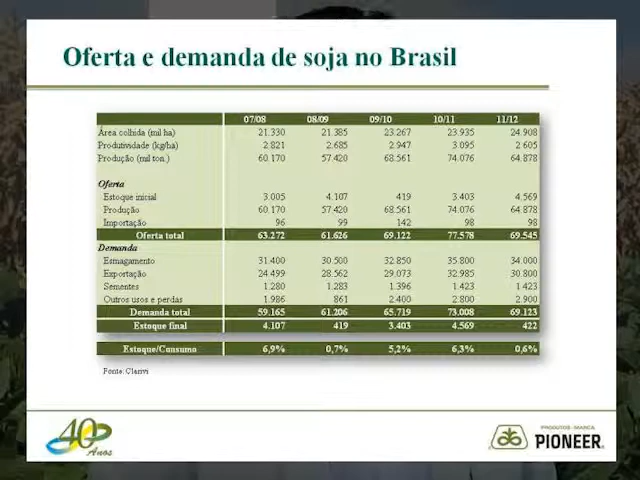 Oferta e demanda de soja no Brasil
07/08 08/09 09/10 10/11 11/12
Área colhida (mil ha) 21.330 21.385 23.267 23.935 24.908
Produtividade (kg/ha) 2.821 2.685 2.947 3.095 2.605
Produção (mil ton.) 60.170 57.420 68.561 74.076 64.878
Oferta
Estoque inicial 3.005 4.107 419 3.403 4.569
Produção 60.170 57.420 68.561 74.076 64.878
Importação 96 99 142 98 98
Oferta total 63.272 61.626 69.122 77.578 69.545
Demanda
Esmagamento 31.400 30.500 32.850 35.800 34.000
Exportação 24.499 28.562 29.073 32.985 30.800
Sementes 1.280 1.283 1.396 1.423 1.423
Outros usos e perdas 1.986 861 2.400 2.800 2.900
Demanda total 59.165 61.206 65.719 73.008 69.123
Estoque final 4.107 419 3.403 4.569 422
Estoque/Consumo 6,9% 0,7% 5,2% 6,3% 0,6%
Fonte: Clarivi
40 Anos
PRODUTOS MARCA
PIONEER.